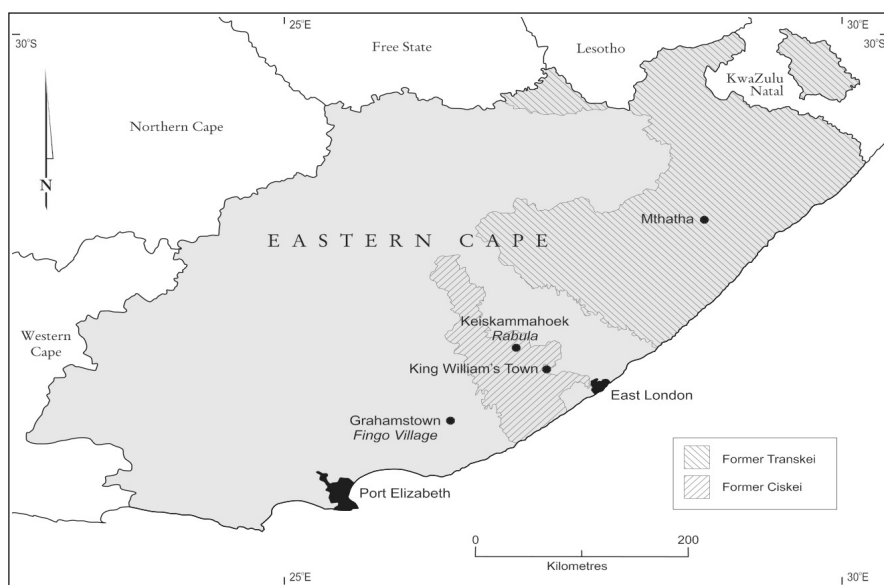 25°E
30°E
30°S
30°S
Free State
Lesotho
KwaZulu
Natal
Northern Cape
N
Mthatha
EASTERN CAPE
Western
Cape
Keiskammahoek
Rabula
King William's Town
East London
Grahamstown
Fingo Village
Port Elizabeth
Former Transkei
Former Ciskei
0
200
Kilometres
25°E
30°E